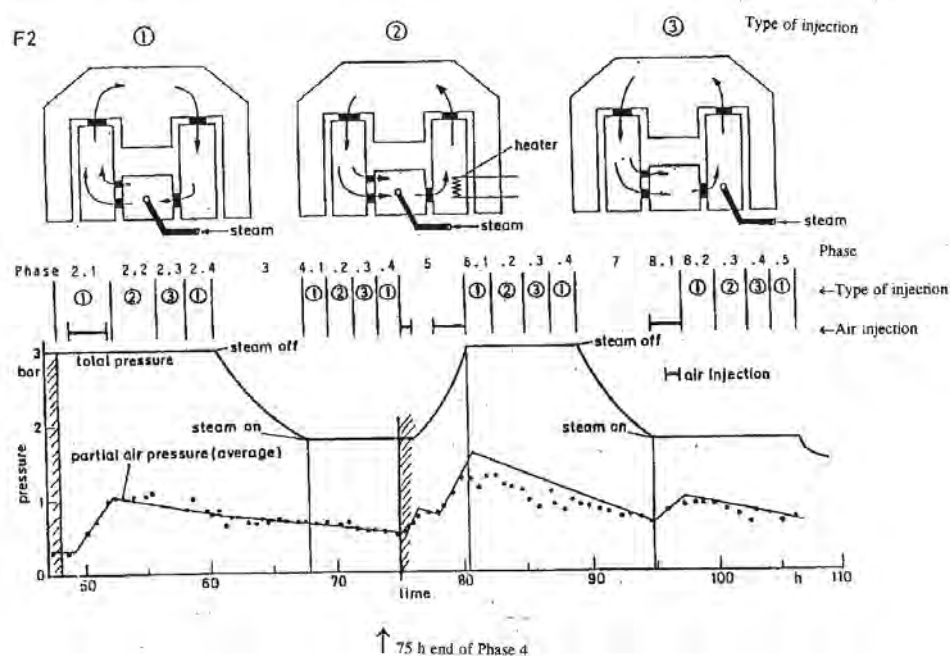 F2 ① ② ③ Type of injection
heater
steam steam steam
Phase
Phase 2.1 2.2 2.3 2.4 3 4.1 .2 .3 .4 5 6.1 .2 .3 .4 7 8.1 8.2 .3 .4 .5
① ② ③ ① ① ② ③ ① ① ② ③ ① ① ② ③ ① ←Type of injection
←Air injection
3 bar total pressure steam off steam off
air injection
2 steam on steam on
partial air pressure (average)
pressure
1
0
50 60 70 80 90 100 h 110
time
↑ 75 h end of Phase 4